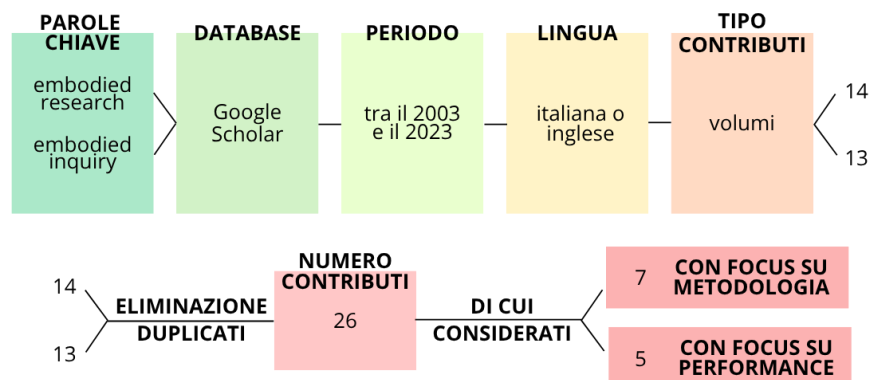 PAROLE
CHIAVE
embodied
research
embodied
inquiry
DATABASE
Google
Scholar
PERIODO
tra il 2003
e il 2023
LINGUA
italiana o
inglese
TIPO
CONTRIBUTI
volumi
14
13
14
13
ELIMINAZIONE
DUPLICATI
NUMERO
CONTRIBUTI
26
DI CUI
CONSIDERATI
7
CON FOCUS SU
METODOLOGIA
5
CON FOCUS SU
PERFORMANCE